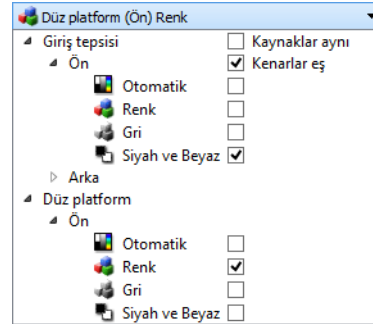 Düz platform (Ön) Renk
Giriş tepsisi Kaynaklar aynı
Ön Kenarlar eş
Otomatik
Renk
Gri
Siyah ve Beyaz
Arka
Düz platform
Ön
Otomatik
Renk
Gri
Siyah ve Beyaz